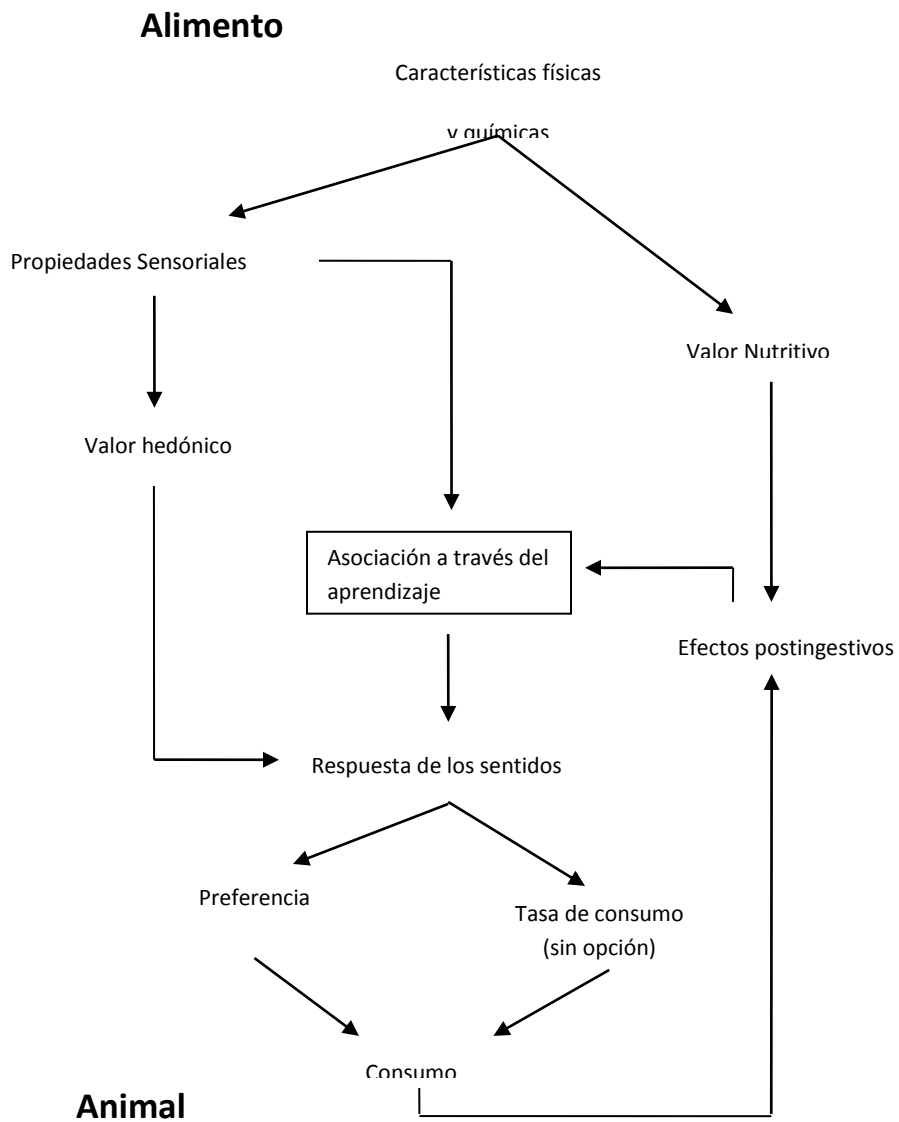 Alimento
Características físicas
y químicas
Propiedades Sensoriales
Valor Nutritivo
Valor hedónico
Asociación a través del
aprendizaje
Efectos postingestivos
Respuesta de los sentidos
Preferencia
Tasa de consumo
(sin opción)
Consumo
Animal